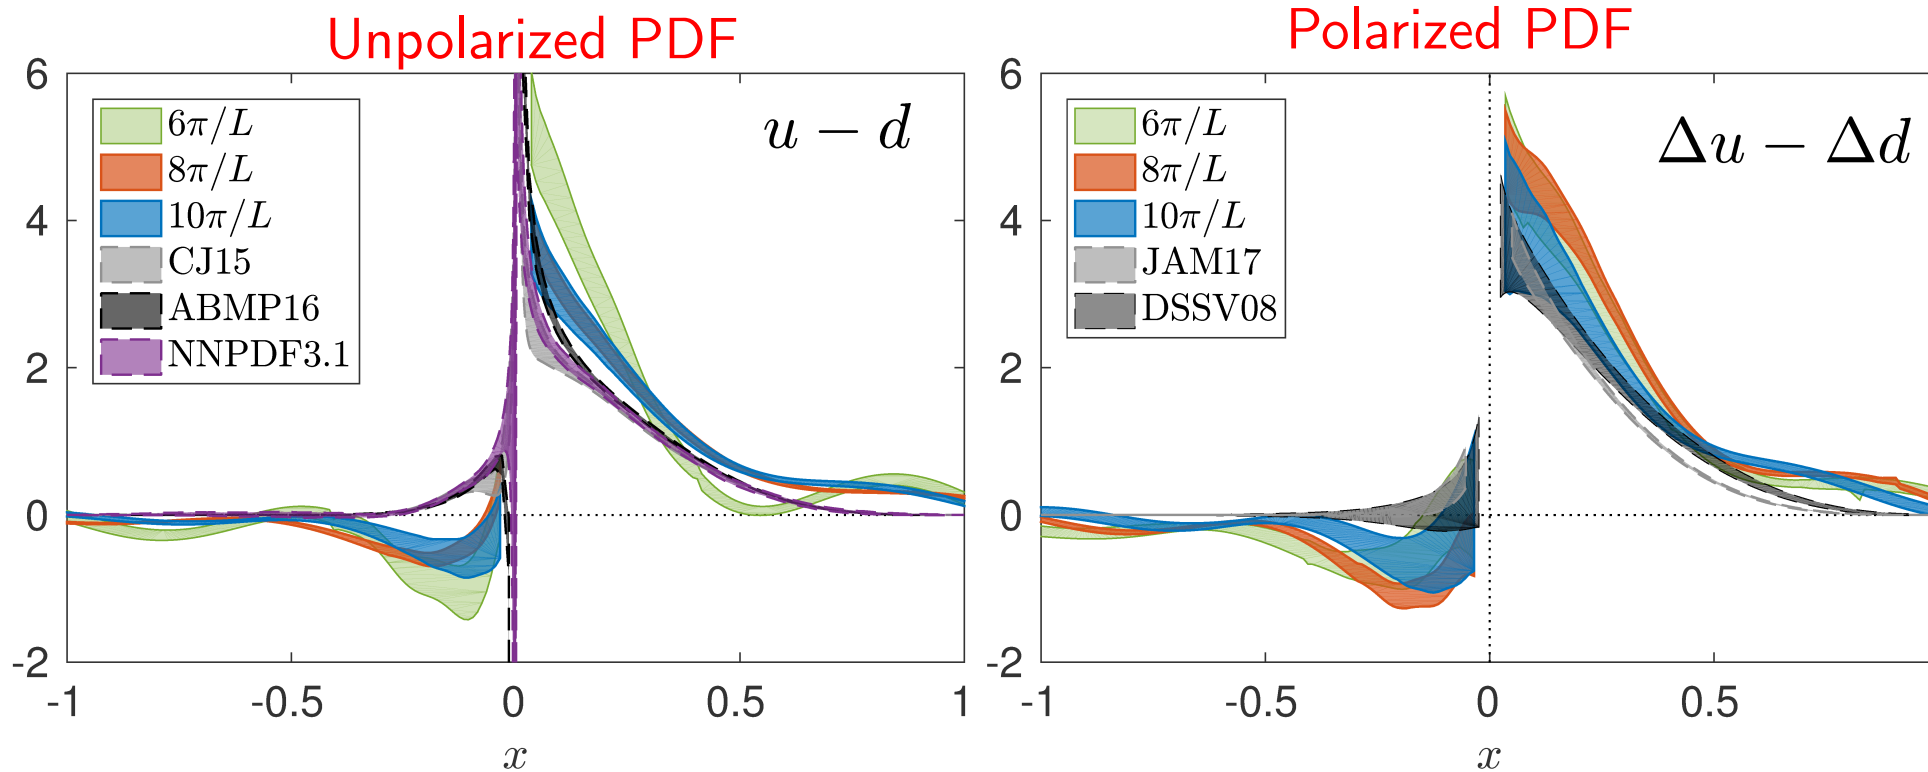 Unpolarized PDF
6
4
2
0
-2
6π/L
8π/L
10π/L
CJ15
ABMP16
NNPDF3.1
u − d
-1
-0.5
0
0.5
1
x
Polarized PDF
6
4
2
0
-2
6π/L
8π/L
10π/L
JAM17
DSSV08
Δu − Δd
-1
-0.5
0
0.5
x